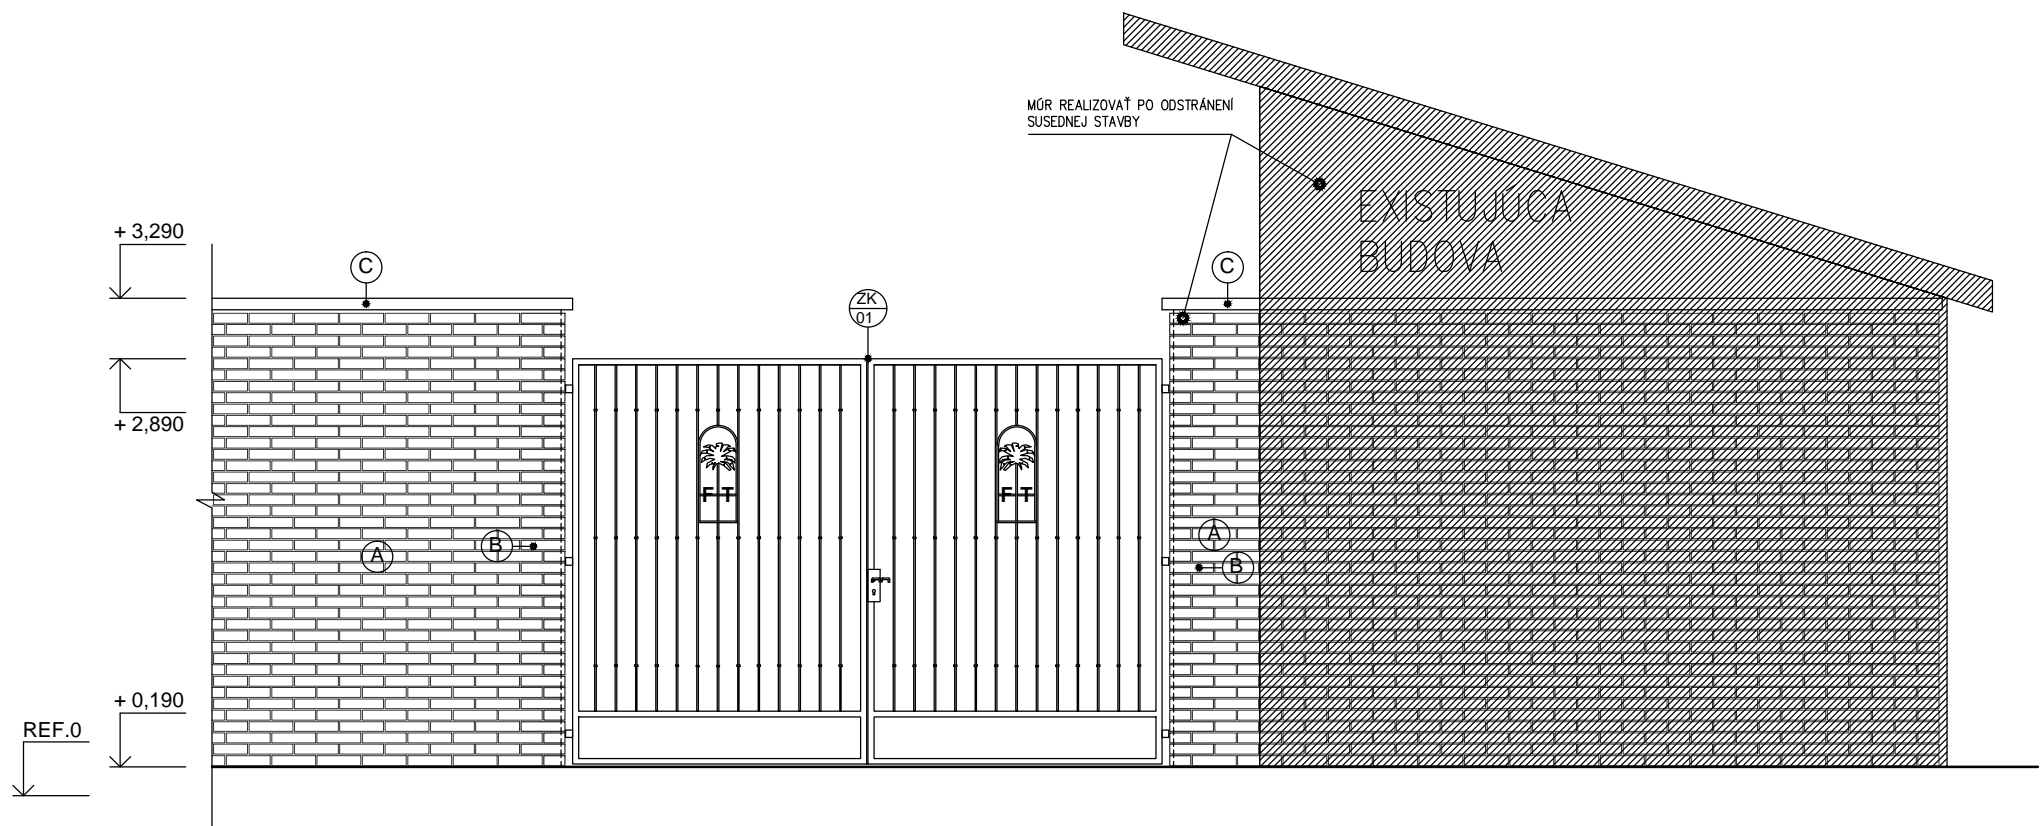 MÚR REALIZOVAŤ PO ODSTRÁNENÍ
SUSEDNEJ STAVBY
EXISTUJÚCA
BUDOVA
+ 3,290
C
C
ZK
01
+ 2,890
F T
F T
A
B
A
B
+ 0,190
REF.0